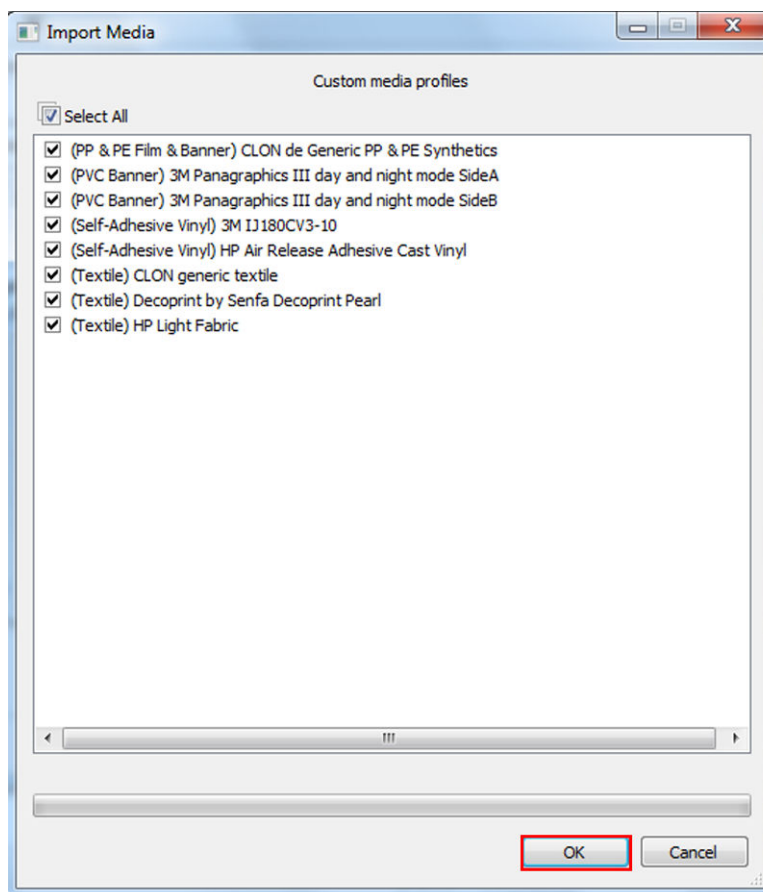 Import Media
Custom media profiles
Select All
(PP & PE Film & Banner) CLON de Generic PP & PE Synthetics
(PVC Banner) 3M Panagraphics III day and night mode SideA
(PVC Banner) 3M Panagraphics III day and night mode SideB
(Self-Adhesive Vinyl) 3M IJ180CV3-10
(Self-Adhesive Vinyl) HP Air Release Adhesive Cast Vinyl
(Textile) CLON generic textile
(Textile) Decoprint by Senfa Decoprint Pearl
(Textile) HP Light Fabric
OK Cancel